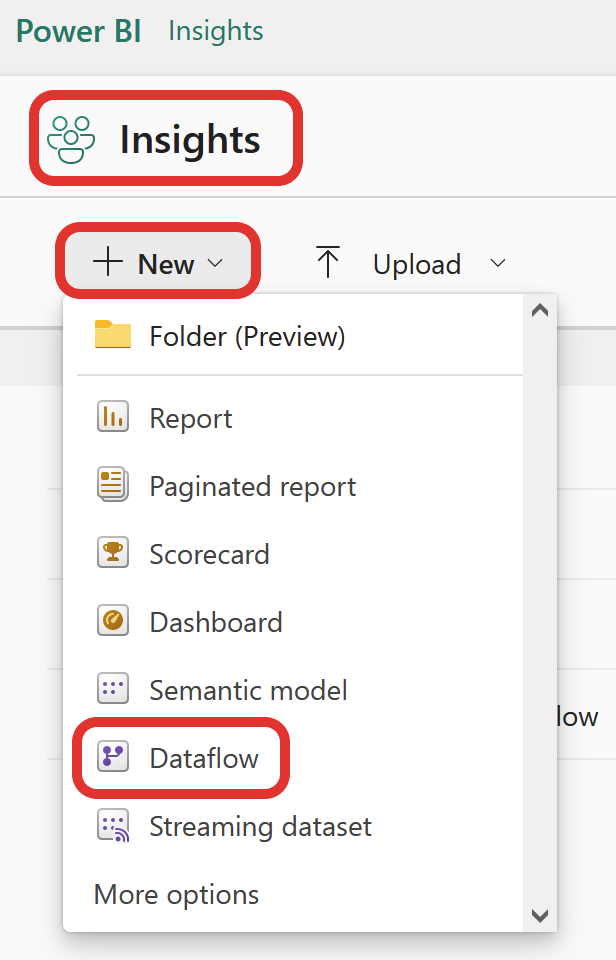 Power BI Insights
Insights
New Upload
Folder (Preview)
Report
Paginated report
Scorecard
Dashboard
Semantic model
low
Dataflow
Streaming dataset
More options